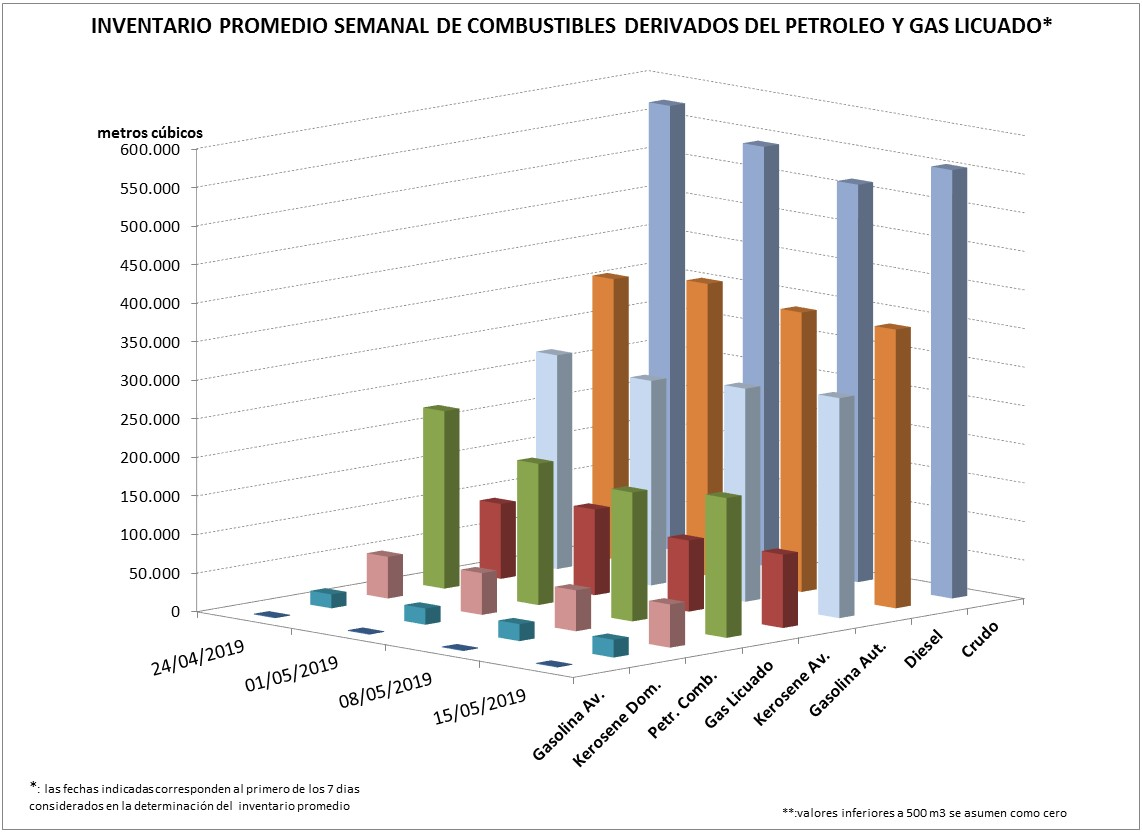 INVENTARIO PROMEDIO SEMANAL DE COMBUSTIBLES DERIVADOS DEL PETROLEO Y GAS LICUADO*
metros cúbicos
600.000
550.000
500.000
450.000
400.000
350.000
300.000
250.000
200.000
150.000
100.000
50.000
0
24/04/2019
01/05/2019
08/05/2019
15/05/2019
Gasolina Av.
Kerosene Dom.
Petr. Comb.
Gas Licuado
Kerosene Av.
Gasolina Aut.
Diesel
Crudo
*: las fechas indicadas corresponden al primero de los 7 dias
considerados en la determinación del inventario promedio
**:valores inferiores a 500 m3 se asumen como cero